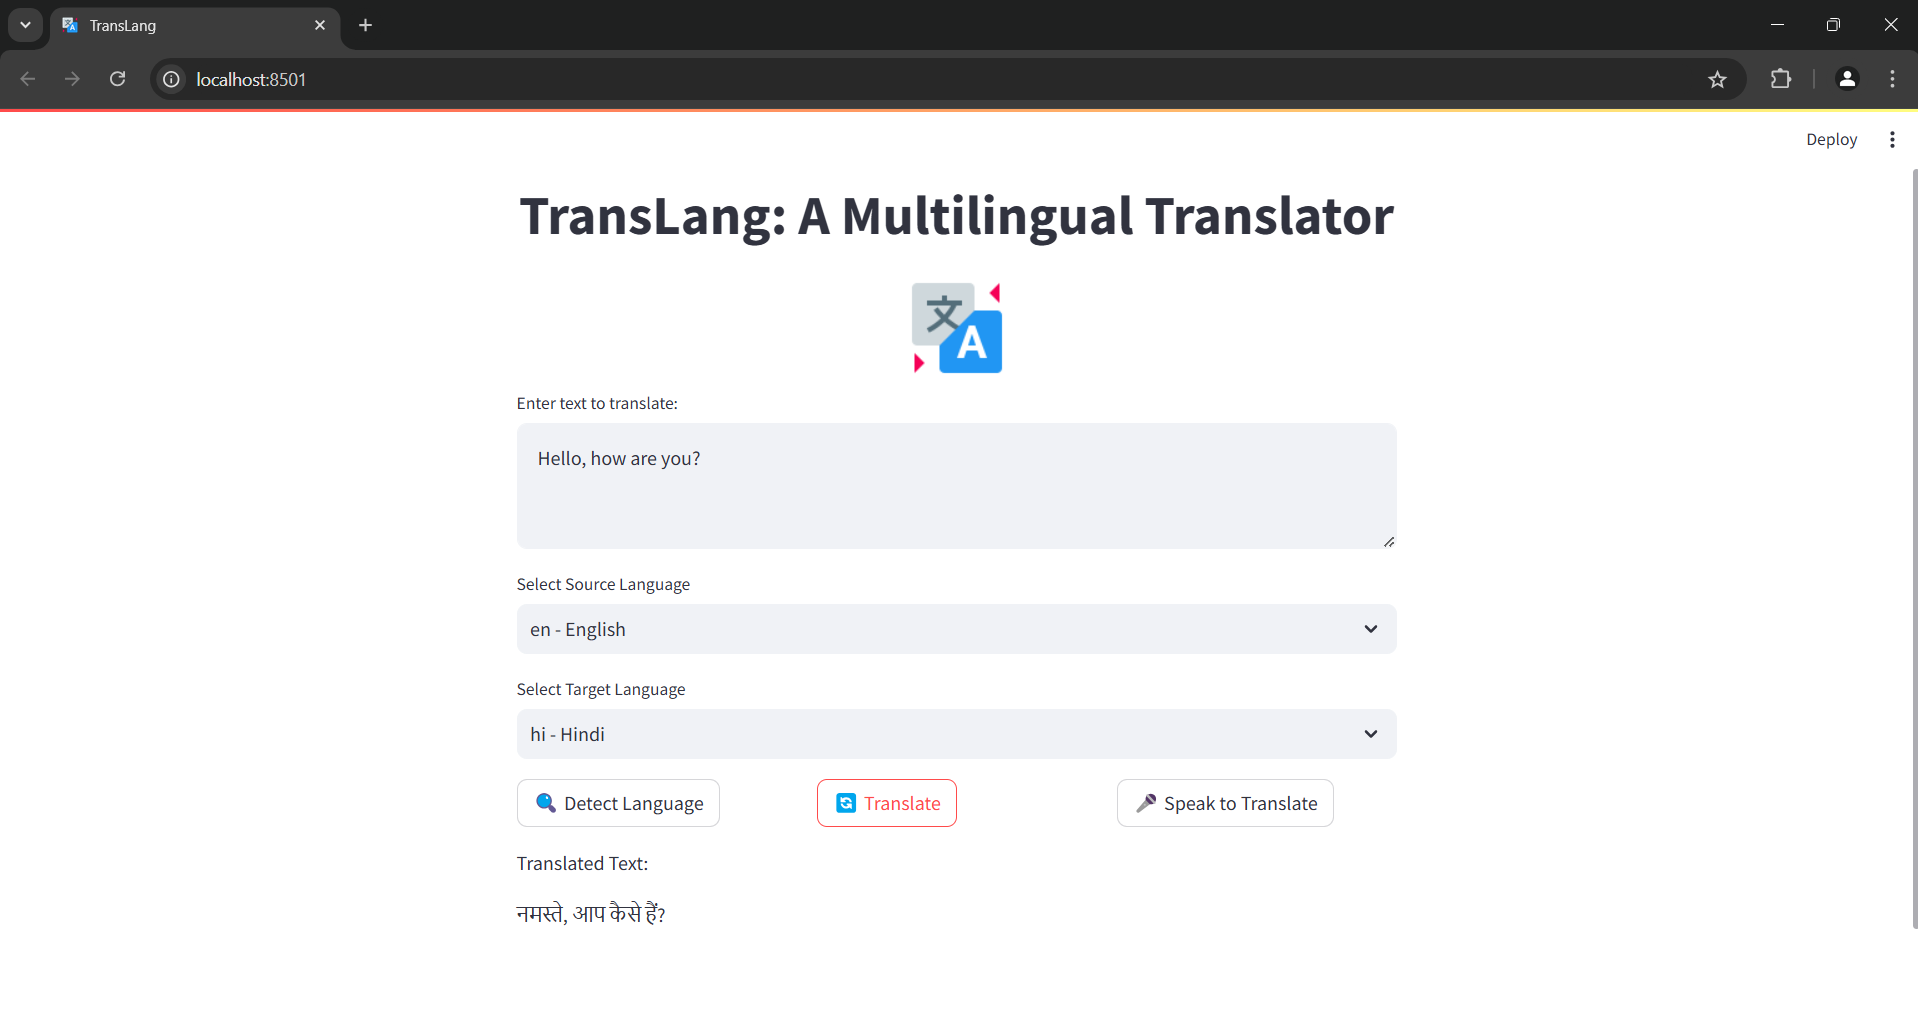 TransLang
localhost:8501
Deploy
TransLang: A Multilingual Translator
文
A
Enter text to translate:
Hello, how are you?
Select Source Language
en - English
Select Target Language
hi - Hindi
Detect Language
Translate
Speak to Translate
Translated Text:
नमस्ते, आप कैसे हैं?